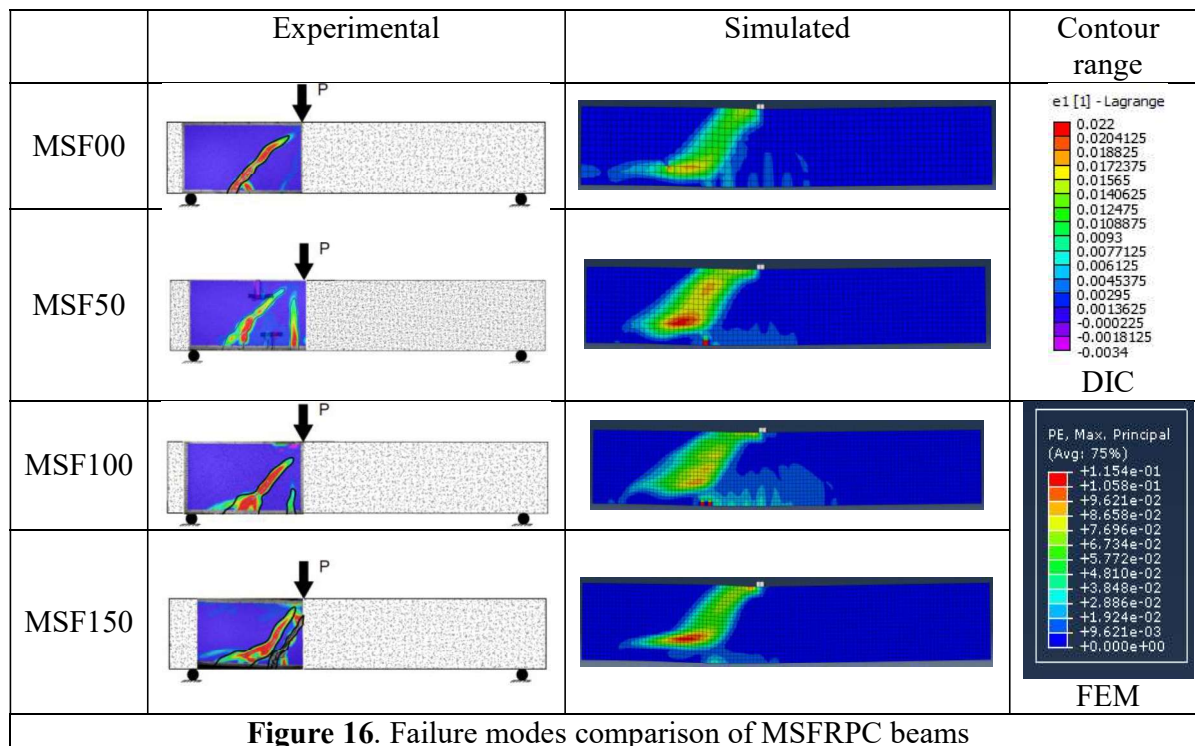 Experimental
Simulated
Contour
range
MSF00
P
e1 [1] - Lagrange
0.022
0.0204125
0.018825
0.0172375
0.01565
0.0140625
0.012475
0.0108875
0.0093
0.0077125
0.006125
0.0045375
0.00295
0.0013625
-0.000225
-0.0018125
-0.0034
DIC
MSF50
P
MSF100
P
PE, Max. Principal
(Avg: 75%)
+1.154e-01
+1.058e-01
+9.621e-02
+8.658e-02
+7.696e-02
+6.734e-02
+5.772e-02
+4.810e-02
+3.848e-02
+2.886e-02
+1.924e-02
+9.621e-03
+0.000e+00
FEM
MSF150
P
Figure 16. Failure modes comparison of MSFRPC beams